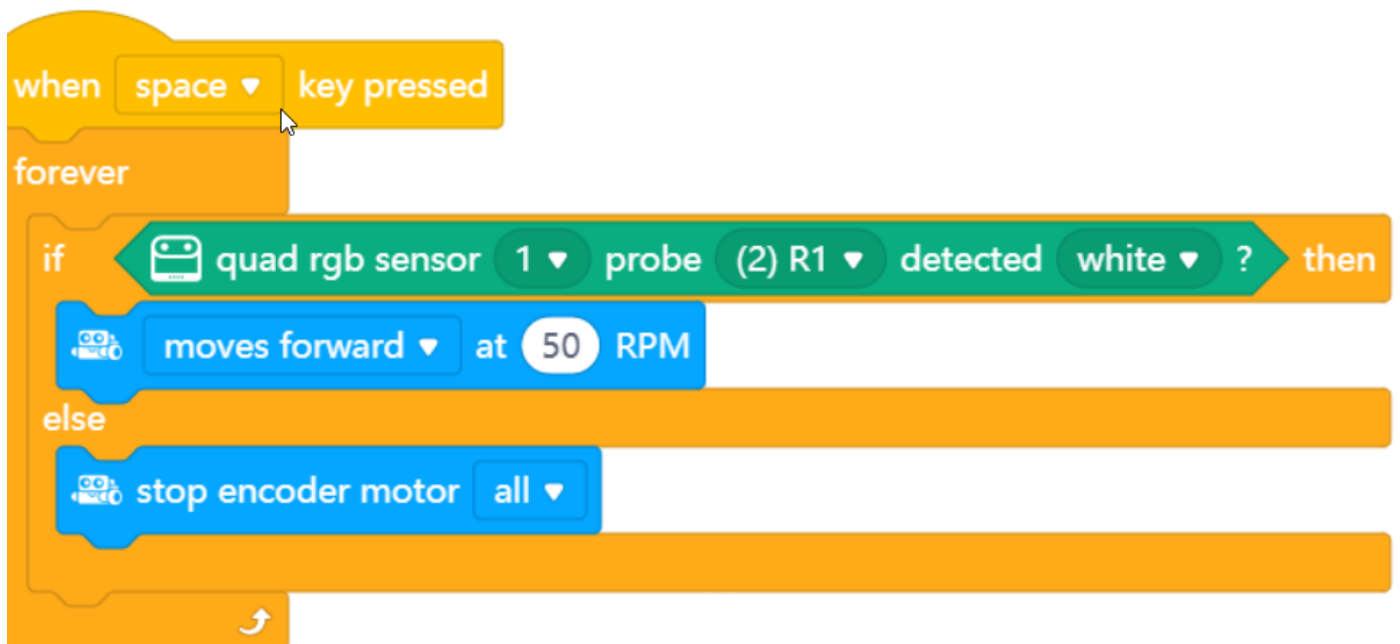 when space key pressed
forever
if quad rgb sensor 1 probe (2) R1 detected white ? then
moves forward at 50 RPM
else
stop encoder motor all